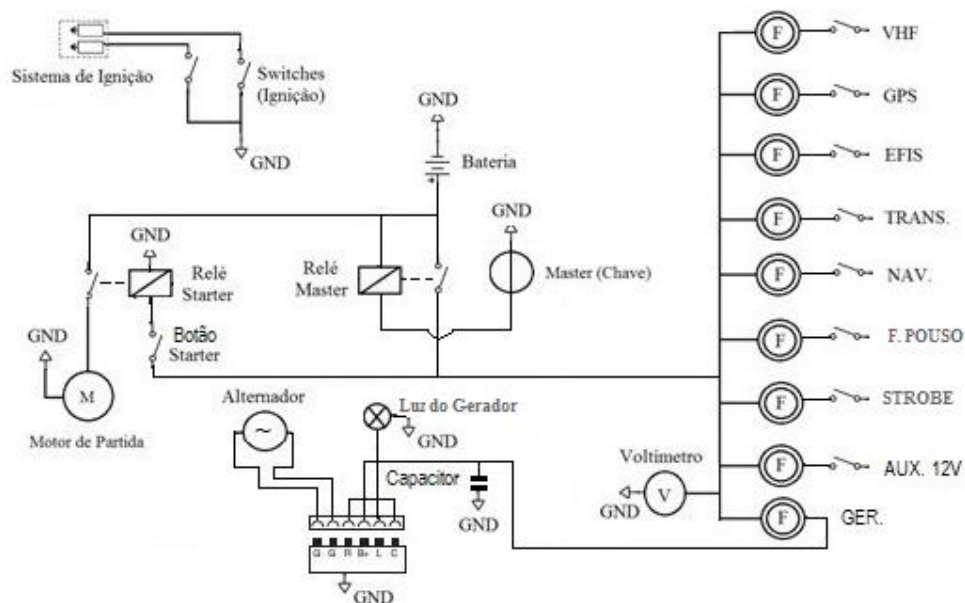 Sistema de Ignição
Switches
(Ignição)
GND
GND
Bateria
GND
Relé
Starter
GND
Relé
Master
Master (Chave)
GND
Botão
Starter
M
Motor de Partida
Alternador
Luz do Gerador
GND
Capacitor
GND
G G R B+ L C
GND
Voltimetro
V
GND
F VHF
F GPS
F EFIS
F TRANS.
F NAV.
F F. POUSO
F STROBE
F AUX. 12V
F GER.